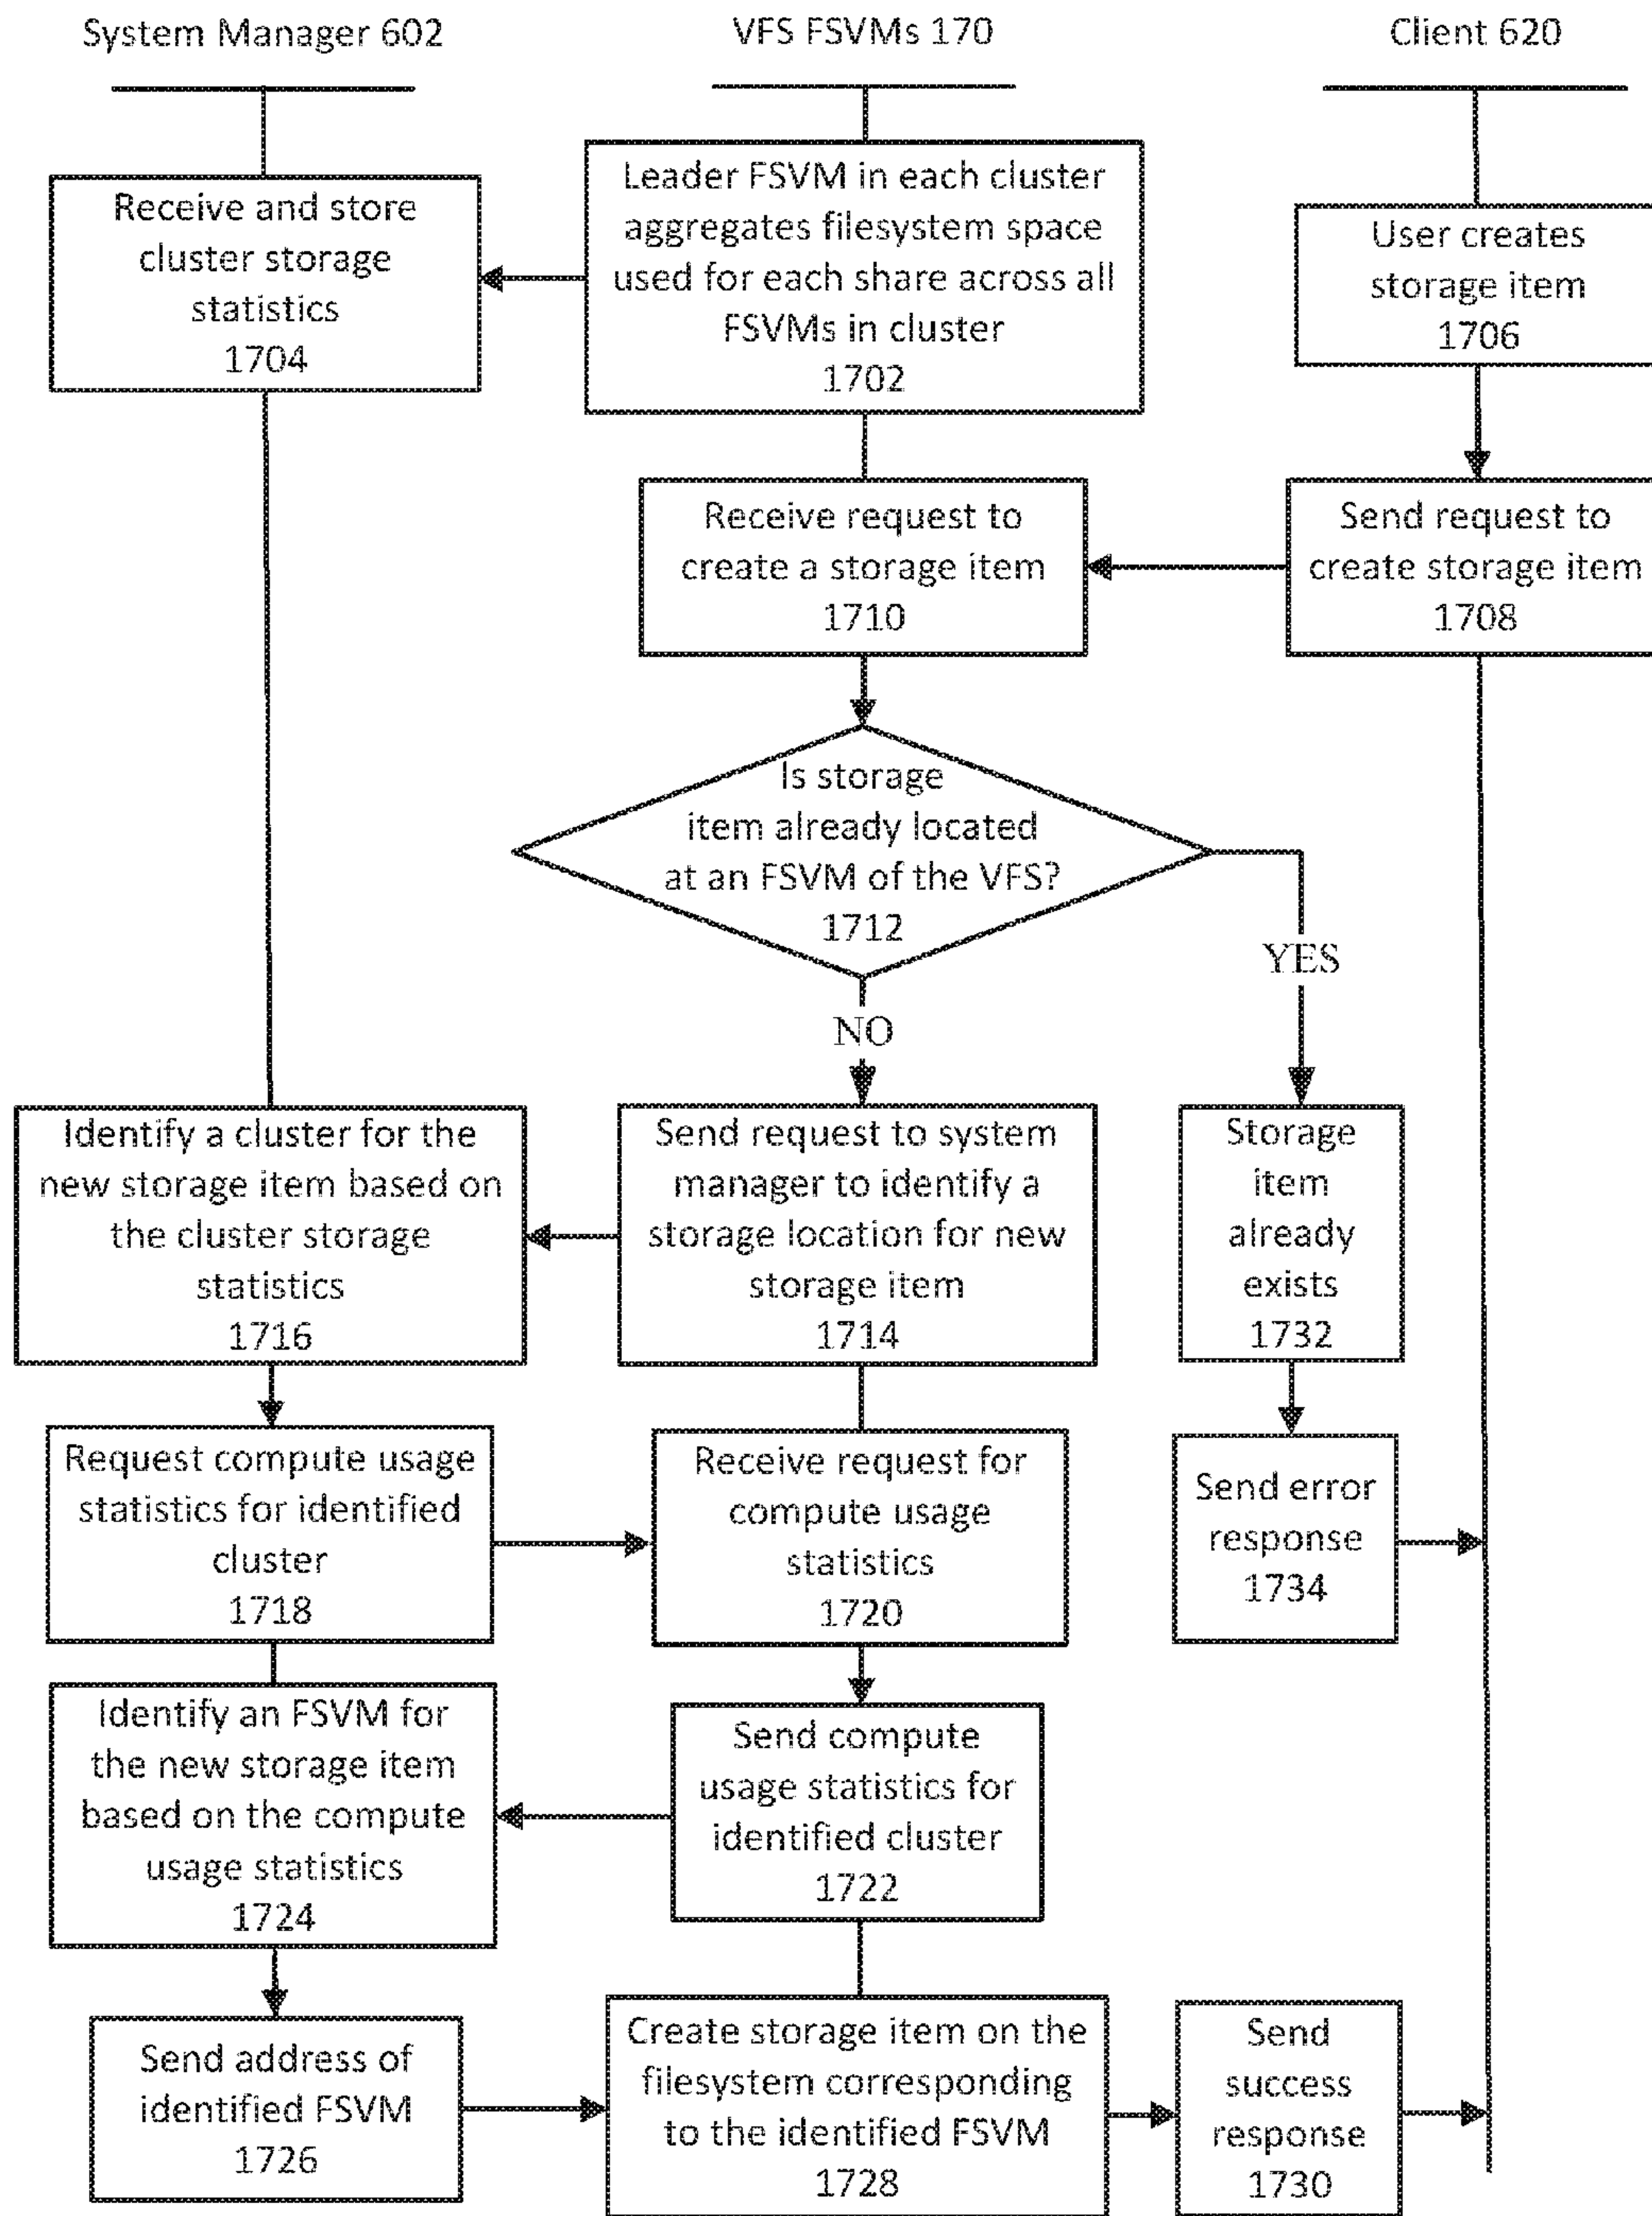 System Manager 602
VFS FSVMs 170
Client 620
Leader FSVM in each cluster
aggregates filesystem space
used for each share across all
FSVMs in cluster
1702
Receive and store
cluster storage
statistics
1704
User creates
storage item
1706
Send request to
create storage item
1708
Receive request to
create a storage item
1710
Is storage
item already located
at an FSVM of the VFS?
1712
YES
NO
Identify a cluster for the
new storage item based on
the cluster storage
statistics
1716
Send request to system
manager to identify a
storage location for new
storage item
1714
Storage
item
already
exists
1732
Request compute usage
statistics for identified
cluster
1718
Receive request for
compute usage
statistics
1720
Send error
response
1734
Identify an FSVM for
the new storage item
based on the compute
usage statistics
1724
Send compute
usage statistics for
identified cluster
1722
Send address of
identified FSVM
1726
Create storage item on the
filesystem corresponding
to the identified FSVM
1728
Send
success
response
1730